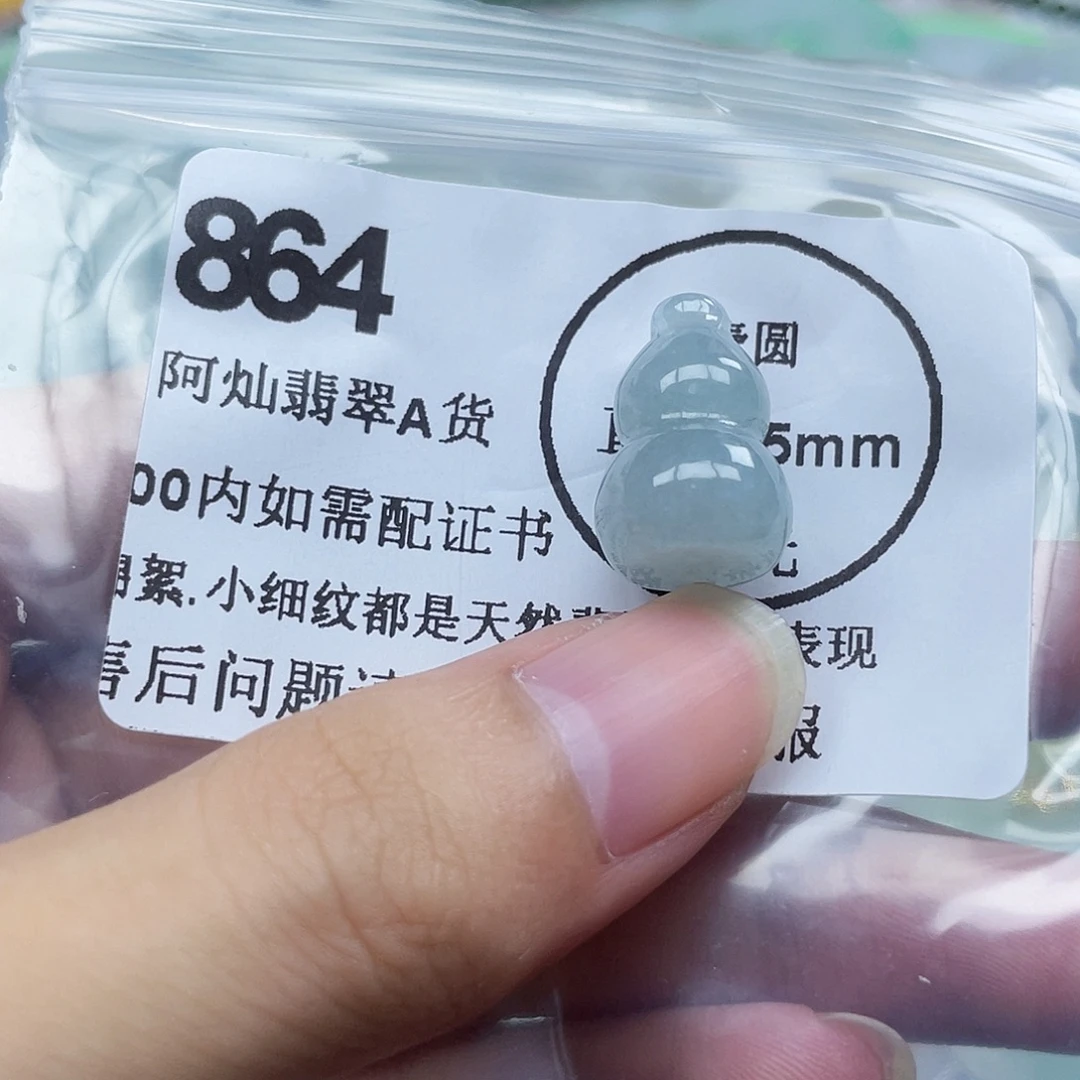 864
阿灿翡翠A货
圆
5mm
00内如需配证书
絮.小细纹都是天然
表现
后问题
服